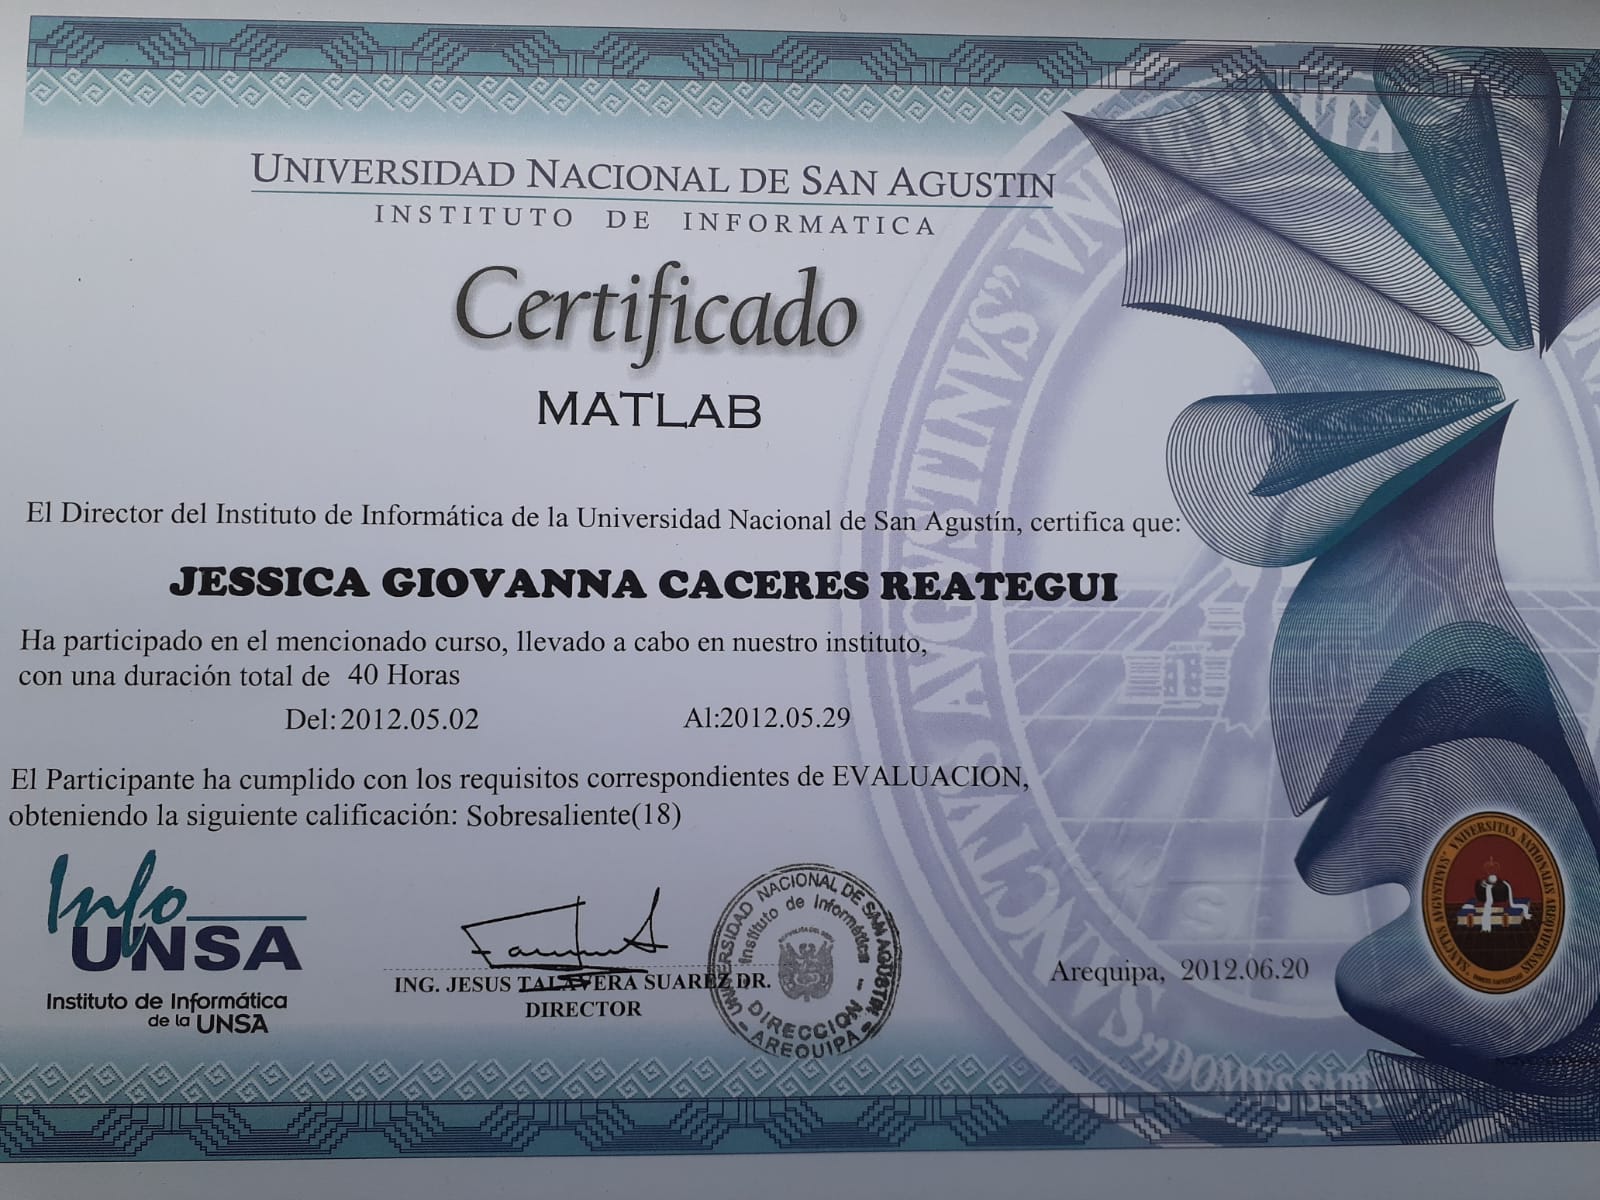 UNIVERSIDAD NACIONAL DE SAN AGUSTIN
INSTITUTO DE INFORMATICA
Certificado
MATLAB
El Director del Instituto de Informática de la Universidad Nacional de San Agustín, certifica que:
JESSICA GIOVANNA CACERES REATEGUI
Ha participado en el mencionado curso, llevado a cabo en nuestro instituto,
con una duración total de 40 Horas
Del:2012.05.02 Al:2012.05.29
El Participante ha cumplido con los requisitos correspondientes de EVALUACION,
obteniendo la siguiente calificación: Sobresaliente(18)
Info
UNSA
Instituto de Informática
de la UNSA
ING. JESUS TALAVERA SUAREZ DR.
DIRECTOR
UNIVERSIDAD NACIONAL DE SAN AGUSTIN
Instituto de Informática
DIRECCION
AREQUIPA
Arequipa, 2012.06.20
SANCTVS AVGVSTINVS VNIVERSITAS NATIONALIS AREQVIPENSIS
SANCTVS AVGVSTINVS" VN